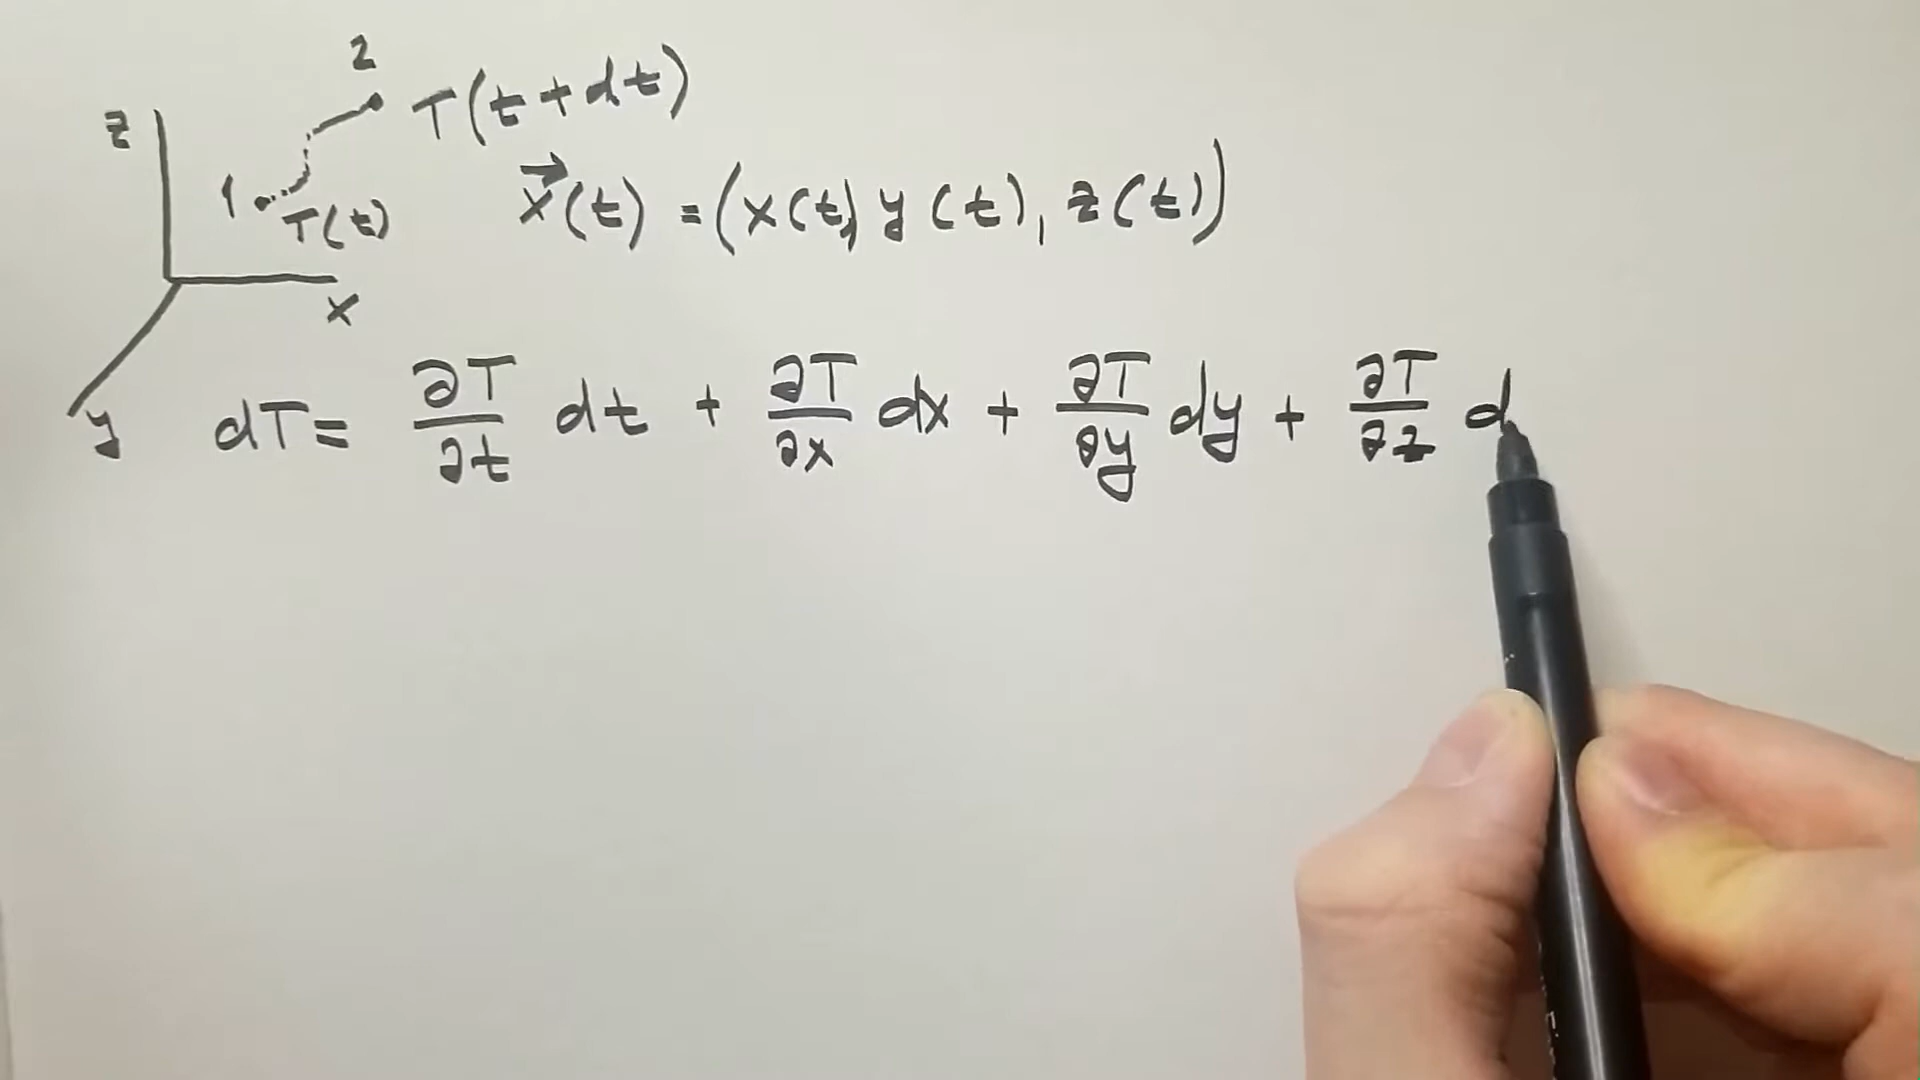 2
z
T(t+dt)
1
T(t)
x⃗(t) = (x(t), y(t), z(t))
x
y
dT = ∂T/∂t dt + ∂T/∂x dx + ∂T/∂y dy + ∂T/∂z d